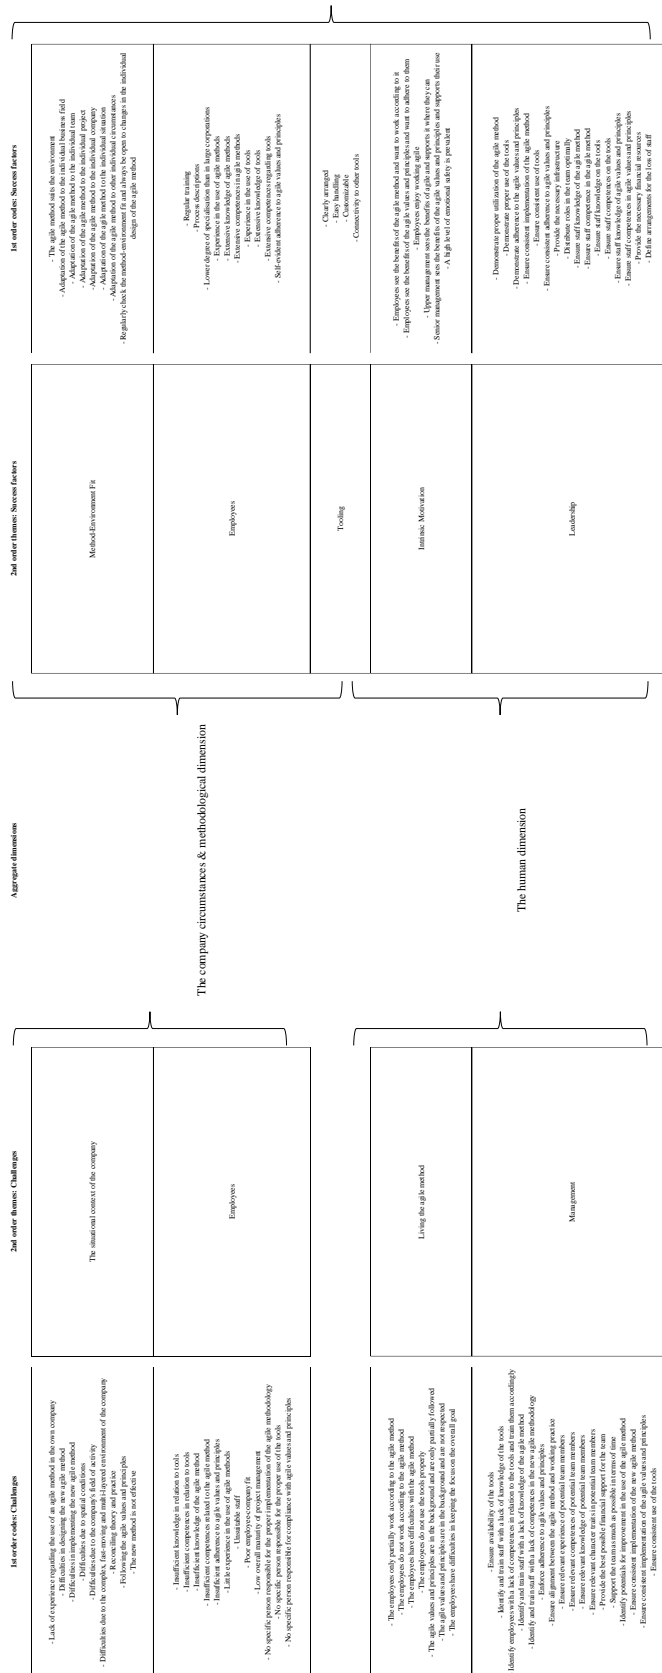 1st order codes: Challenges
2nd order themes: Challenges
Aggregate dimensions
2nd order themes: Success factors
1st order codes: Success factors
- Lack of experience regarding the use of an agile method in the own company
- Difficulties in designing the new agile method
- Difficulties in implementing the new agile method
- Difficulties due to spatial conditions
- Difficulties due to the company's field of activity
- Difficulties due to the complex, fast-moving and multi-layered environment of the company
- Reconciling theory and practice
- Following the agile values and principles
- The new method is not effective
The situational context of the company
- Insufficient knowledge in relation to tools
- Insufficient competences in relation to tools
- Insufficient knowledge of the agile method
- Insufficient competences related to the agile method
- Insufficient adherence to agile values and principles
- Little experience in the use of agile methods
- Unsuitable staff
- Poor employee-company fit
- Low overall maturity of project management
- No specific person responsible for the proper implementation of the agile methodology
- No specific person responsible for the proper use of the tools
- No specific person responsible for compliance with agile values and principles
Employees
The company circumstances & methodological dimension
Method-Environment Fit
- The agile method suits the environment
- Adaptation of the agile method to the individual business field
- Adaptation of the agile method to the individual team
- Adaptation of the agile method to the individual project
- Adaptation of the agile method to the individual company
- Adaptation of the agile method to the individual situation
- Adaptation of the agile method to other individual circumstances
- Regularly check the method-environment fit and always be open to changes in the individual
design of the agile method
Employees
- Regular training
- Process descriptions
- Lower degree of specialisation than in large corporations
- Experience in the use of agile methods
- Extensive knowledge of agile methods
- Extensive competences in agile methods
- Experience in the use of tools
- Extensive knowledge of tools
- Extensive competences regarding tools
- Self-evident adherence to agile values and principles
Tooling
- Clearly arranged
- Easy handling
- Customizable
- Connectivity to other tools
- The employees only partially work according to the agile method
- The employees do not work according to the agile method
- The employees have difficulties with the agile method
- The employees do not use the tools properly
- The agile values and principles are in the background and are only partially followed
- The agile values and principles are in the background and are not respected
- The employees have difficulties in keeping the focus on the overall goal
Living the agile method
- Ensure availability of the tools
- Identify and train staff with a lack of knowledge of the tools
Identify employees with a lack of competences in relation to the tools and train them accordingly
- Identify and train staff with a lack of knowledge of the agile method
- Identify and train staff with a lack of competences in the new agile methodology
- Enforce adherence to agile values and principles
- Ensure alignment between the agile method and working practice
- Ensure relevant experience of potential team members
- Ensure relevant competences of potential team members
- Ensure relevant knowledge of potential team members
- Ensure relevant character traits in potential team members
- Provide the best possible financial support for the team
- Support the team as much as possible in terms of time
- Identify potentials for improvement in the use of the agile method
- Ensure consistent implementation of the new agile method
Ensure consistent implementation of the agile values and principles
- Ensure consistent use of the tools
Management
The human dimension
Intrinsic Motivation
- Employees see the benefits of the agile method and want to work according to it
- Employees see the benefits of the agile values and principles and want to adhere to them
- Employees enjoy working agile
- Upper management sees the benefits of agile and supports it where they can
- Senior management sees the benefits of the agile values and principles and supports their use
- A high level of emotional safety is prevalent
Leadership
- Demonstrate proper utilization of the agile method
- Demonstrate proper use of the tools
- Demonstrate adherence to the agile values and principles
- Ensure consistent implementation of the agile method
- Ensure consistent use of tools
- Ensure consistent adherence to agile values and principles
- Provide the necessary infrastructure
- Distribute roles in the team optimally
- Ensure staff knowledge of the agile method
- Ensure staff competence in the agile method
- Ensure staff knowledge on the tools
- Ensure staff competences on the tools
- Ensure staff knowledge of agile values and principles
- Ensure staff competences in agile values and principles
- Provide the necessary financial resources
- Define arrangements for the loss of staff